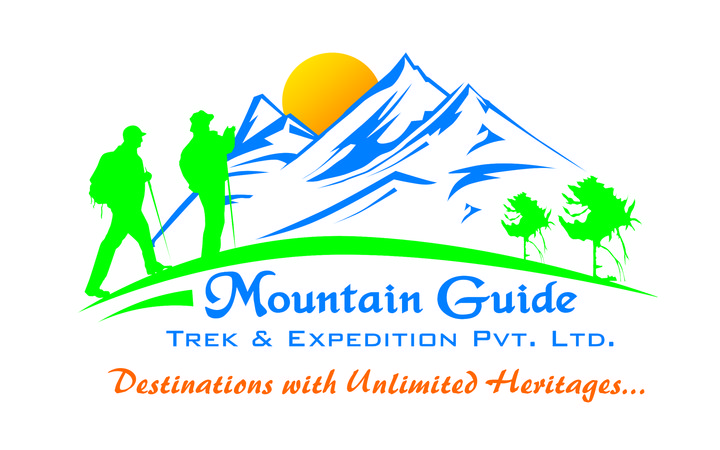 Mountain Guide
Trek & Expedition Pvt. Ltd.
Destinations with Unlimited Heritages...